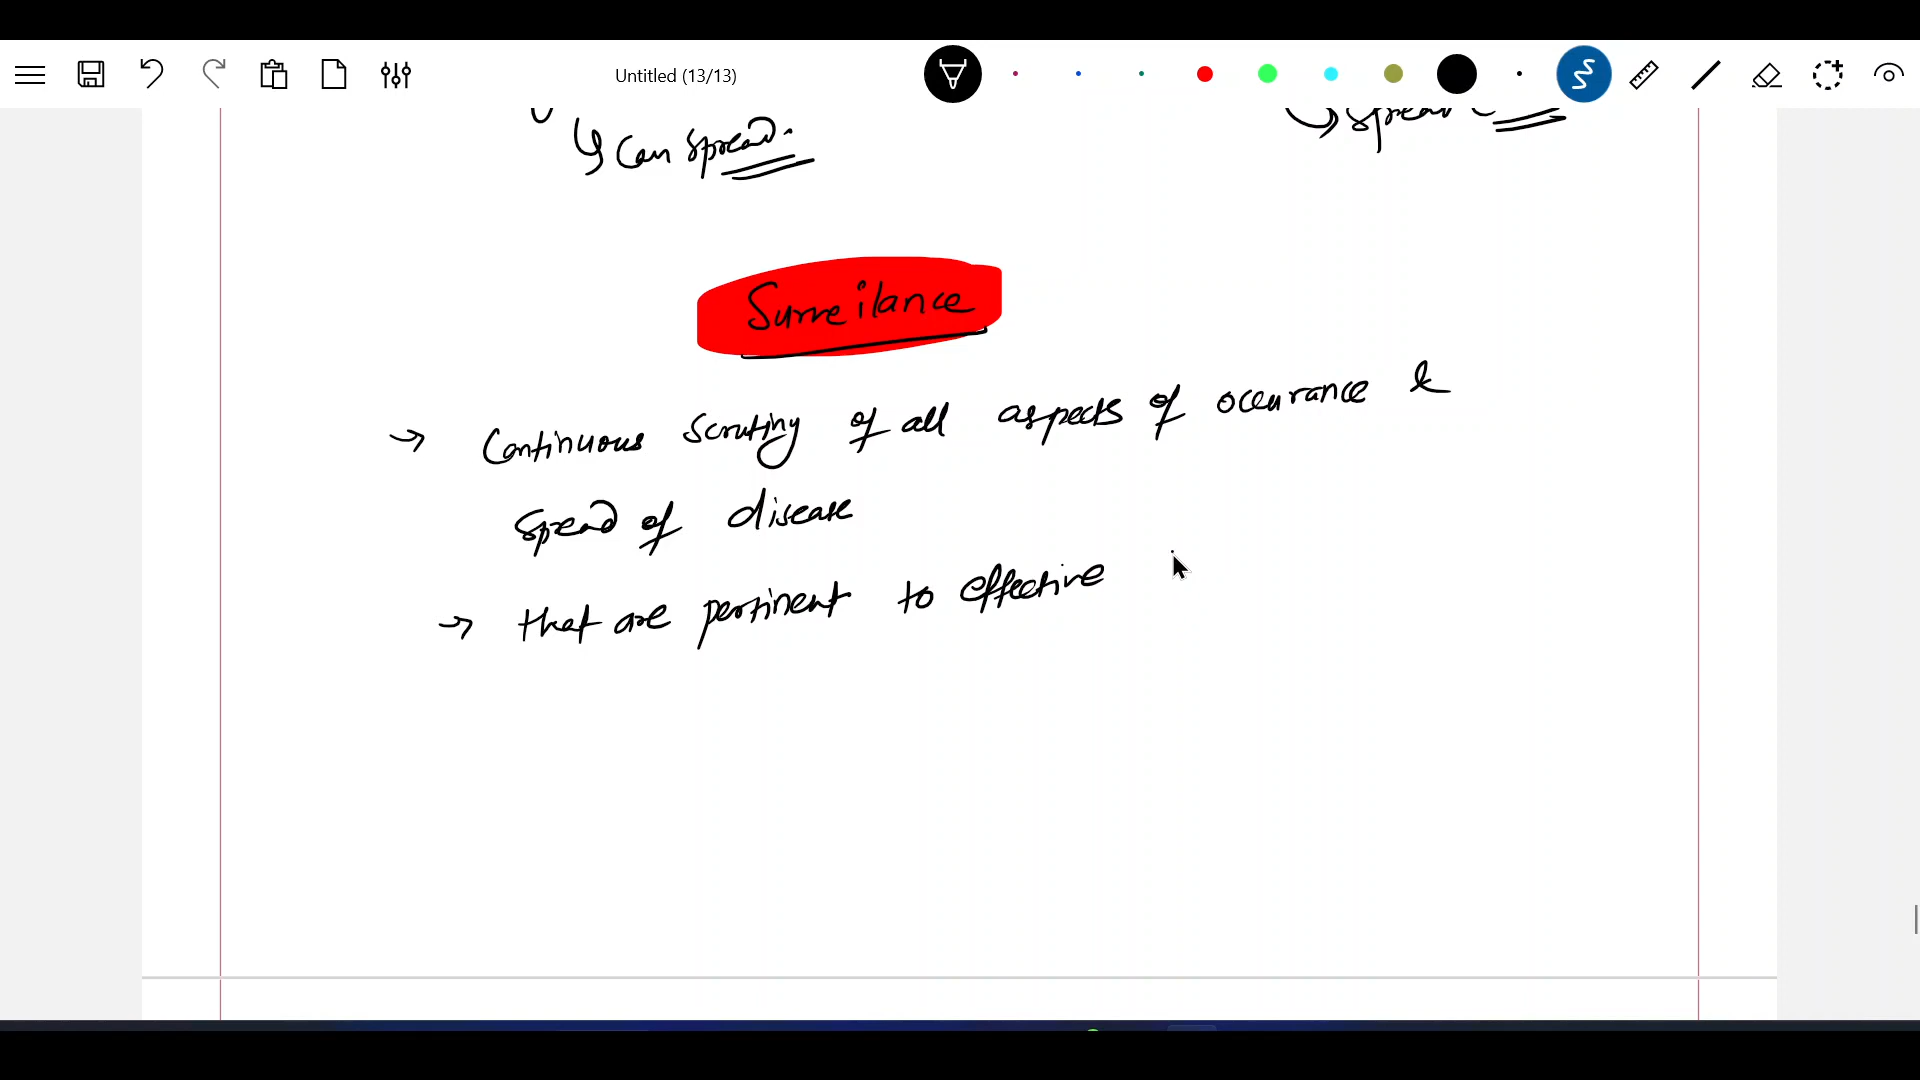 Untitled (13/13)
↳ Can spread.
Surveilance
→ Continuous Scrutiny of all aspects of occurance &
spread of disease
→ that are pertinent to effective